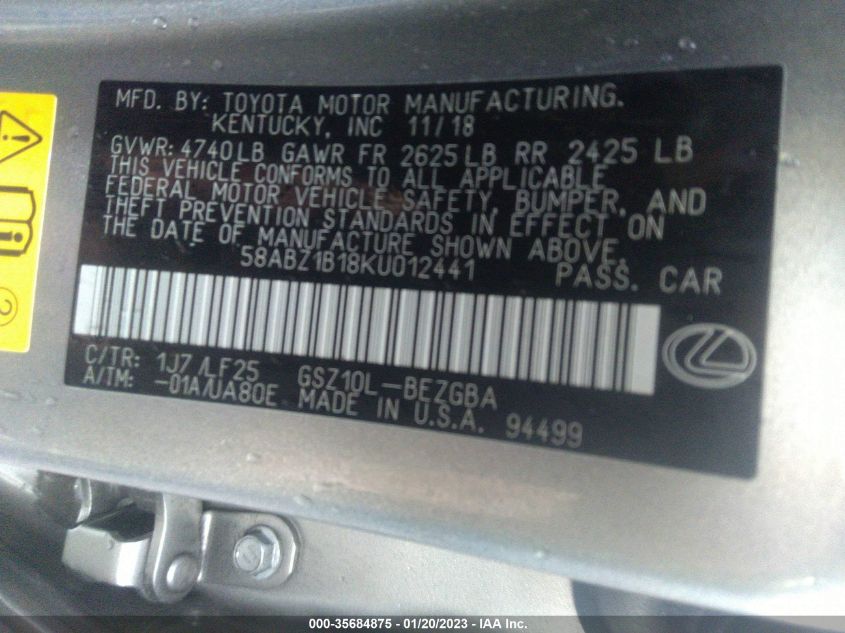 MFD. BY: TOYOTA MOTOR MANUFACTURING.
KENTUCKY, INC 11/18
GVWR: 4740LB GAWR FR 2625LB RR 2425 LB
THIS VEHICLE CONFORMS TO ALL APPLICABLE
FEDERAL MOTOR VEHICLE SAFETY, BUMPER, AND
THEFT PREVENTION STANDARDS IN EFFECT ON
THE DATE OF MANUFACTURE SHOWN ABOVE.
58ABZ1B18KU012441 PASS. CAR
C/TR: 1J7 /LF25 GSZ10L-BEZGBA
A/TM: -01A/UA80E MADE IN U.S.A. 94499
2
000-35684875 - 01/20/2023 - IAA Inc.